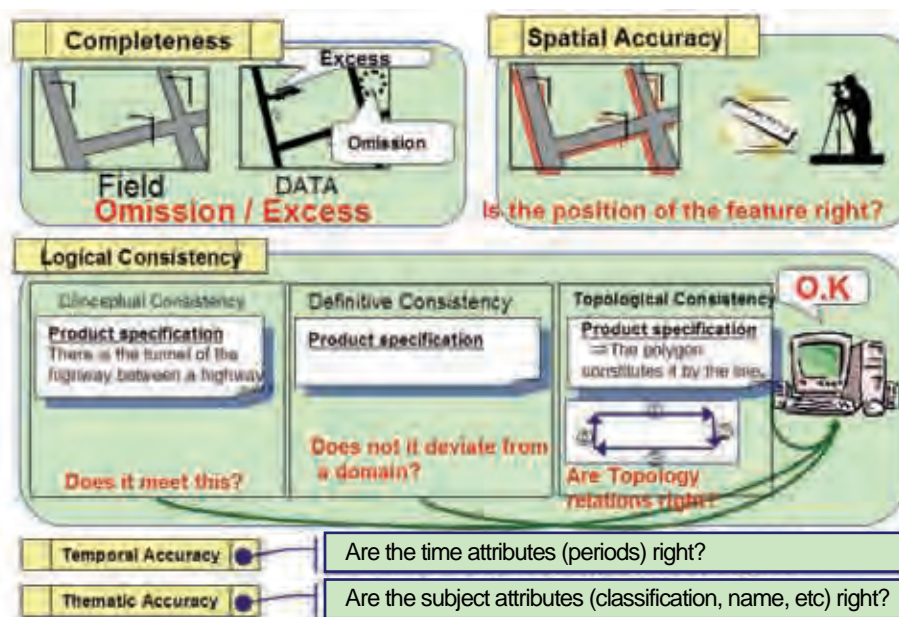 Completeness
Excess
Omission
Field
DATA
Omission / Excess
Spatial Accuracy
Is the position of the feature right?
Logical Consistency
Conceptual Consistency
Product specification
There is the tunnel of the
highway between a highway
Does it meet this?
Definitive Consistency
Product specification
Does not it deviate from
a domain?
Topological Consistency
Product specification
⇒The polygon
constitutes it by the line.
Are Topology
relations right?
O.K
Temporal Accuracy
Are the time attributes (periods) right?
Thematic Accuracy
Are the subject attributes (classification, name, etc) right?